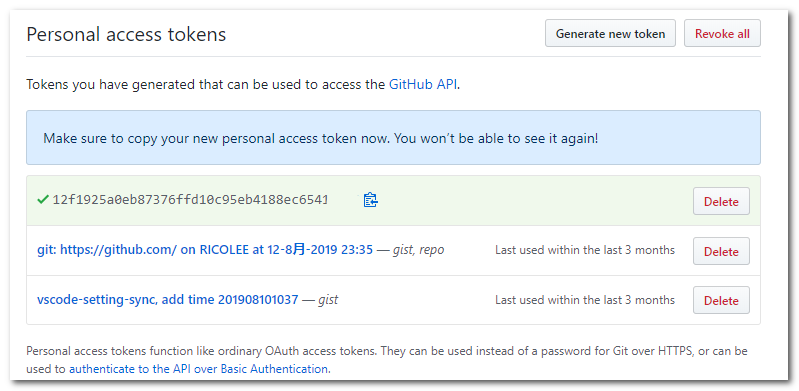 Personal access tokens
Generate new token
Revoke all
Tokens you have generated that can be used to access the GitHub API.
Make sure to copy your new personal access token now. You won't be able to see it again!
12f1925a0eb87376ffd10c95eb4188ec6541
Delete
git: https://github.com/ on RICOLEE at 12-8月-2019 23:35 — gist, repo
Last used within the last 3 months
Delete
vscode-setting-sync, add time 201908101037 — gist
Last used within the last 3 months
Delete
Personal access tokens function like ordinary OAuth access tokens. They can be used instead of a password for Git over HTTPS, or can be
used to authenticate to the API over Basic Authentication.